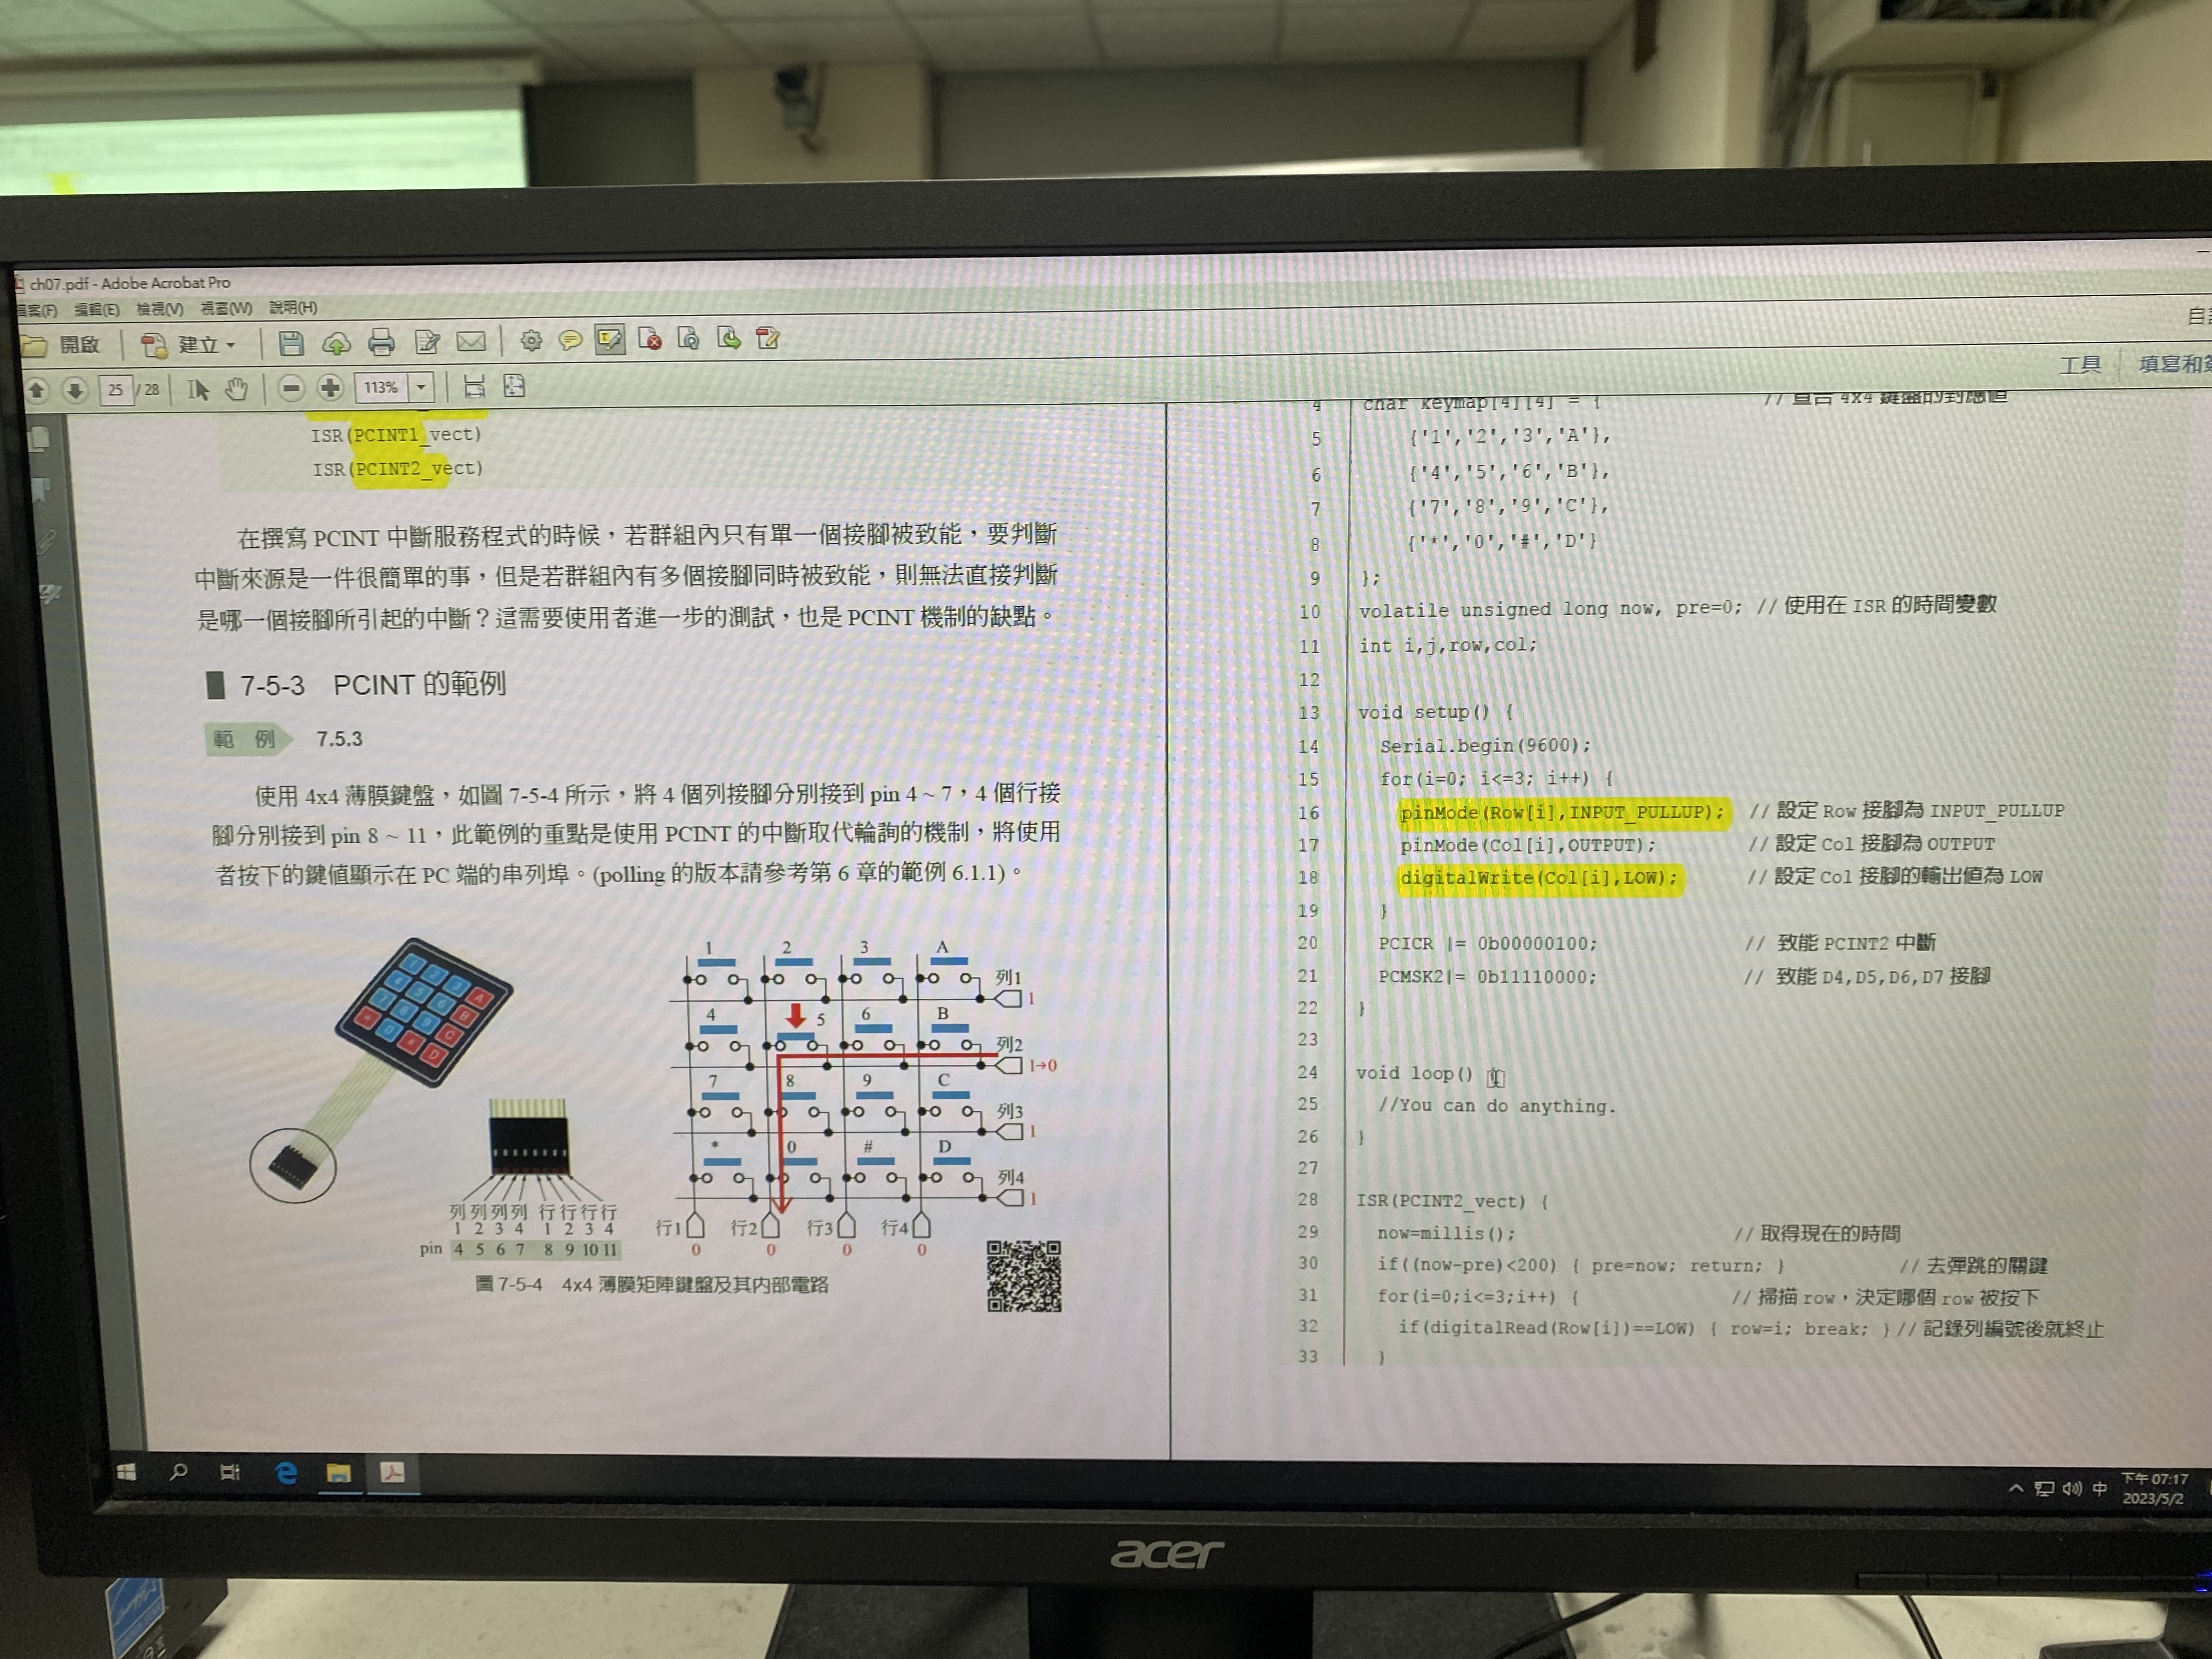 ch07.pdf - Adobe Acrobat Pro
檔案(F) 編輯(E) 檢視(V) 視窗(W) 說明(H)
開啟 建立
25 / 28 113%
工具 填寫和簽
ISR(PCINT1_vect)
ISR(PCINT2_vect)
在撰寫 PCINT 中斷服務程式的時候，若群組內只有單一個接腳被致能，要判斷
中斷來源是一件很簡單的事，但是若群組內有多個接腳同時被致能，則無法直接判斷
是哪一個接腳所引起的中斷？這需要使用者進一步的測試，也是 PCINT 機制的缺點。
7-5-3 PCINT 的範例
範 例 7.5.3
使用 4x4 薄膜鍵盤，如圖 7-5-4 所示，將 4 個列接腳分別接到 pin 4 ~ 7，4 個行接
腳分別接到 pin 8 ~ 11，此範例的重點是使用 PCINT 的中斷取代輪詢的機制，將使用
者按下的鍵值顯示在 PC 端的串列埠。(polling 的版本請參考第 6 章的範例 6.1.1)。
1 2 3 A
4 5 6 B
7 8 9 C
* 0 # D
列 列 列 列 行 行 行 行
1 2 3 4 1 2 3 4
pin 4 5 6 7 8 9 10 11
1 2 3 A
列1
1
4 5 6 B
列2
1→0
7 8 9 C
列3
1
* 0 # D
列4
1
行1 行2 行3 行4
0 0 0 0
圖 7-5-4 4x4 薄膜矩陣鍵盤及其內部電路
4 char keymap[4][4] = { // 宣告 4x4 鍵盤的對應值
5 {'1','2','3','A'},
6 {'4','5','6','B'},
7 {'7','8','9','C'},
8 {'*','0','#','D'}
9 };
10 volatile unsigned long now, pre=0; // 使用在 ISR 的時間變數
11 int i,j,row,col;
12
13 void setup() {
14 Serial.begin(9600);
15 for(i=0; i<=3; i++) {
16 pinMode(Row[i],INPUT_PULLUP); // 設定 Row 接腳為 INPUT_PULLUP
17 pinMode(Col[i],OUTPUT); // 設定 Col 接腳為 OUTPUT
18 digitalWrite(Col[i],LOW); // 設定 Col 接腳的輸出值為 LOW
19 }
20 PCICR |= 0b00000100; // 致能 PCINT2 中斷
21 PCMSK2|= 0b11110000; // 致能 D4,D5,D6,D7 接腳
22 }
23
24 void loop() {
25 //You can do anything.
26 }
27
28 ISR(PCINT2_vect) {
29 now=millis(); // 取得現在的時間
30 if((now-pre)<200) { pre=now; return; } // 去彈跳的關鍵
31 for(i=0;i<=3;i++) { // 掃描 row，決定哪個 row 被按下
32 if(digitalRead(Row[i])==LOW) { row=i; break; } // 記錄列編號後就終止
33 }
中 下午 07:17
2023/5/2
acer